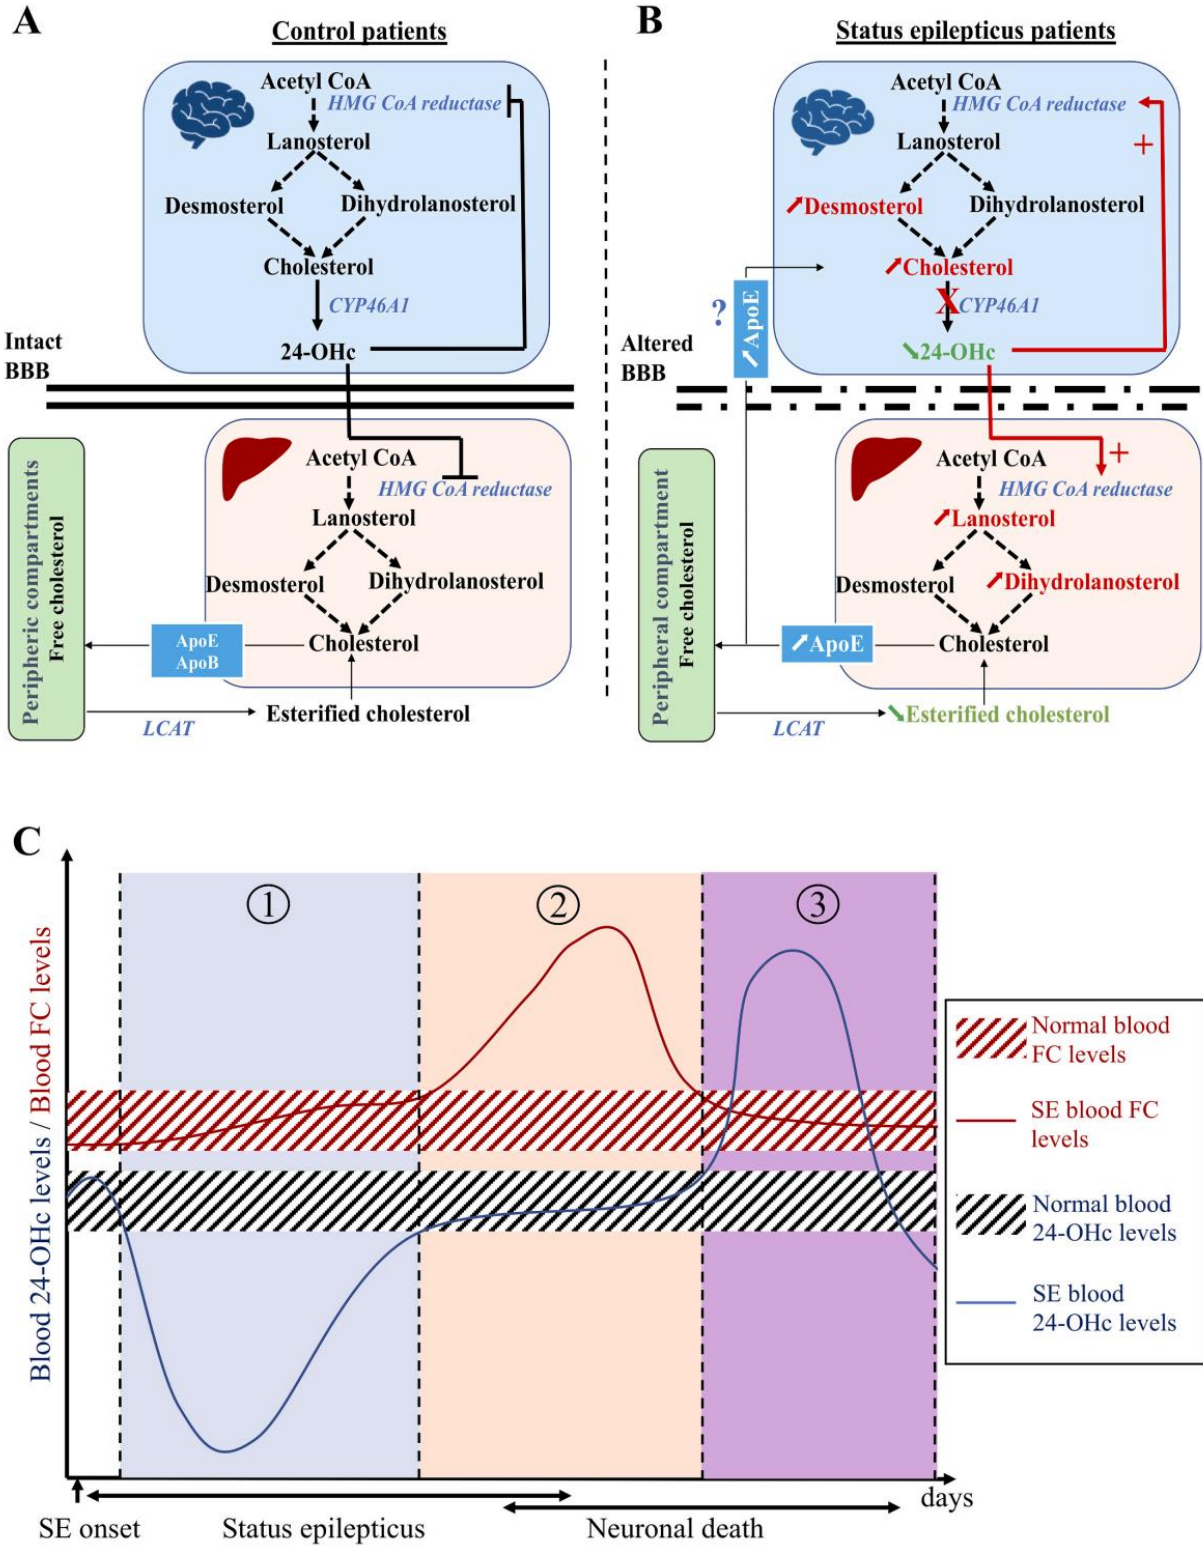 A
Control patients
Acetyl CoA
HMG CoA reductase
Lanosterol
Desmosterol
Dihydrolanosterol
Cholesterol
CYP46A1
24-OHc
Intact
BBB
Acetyl CoA
HMG CoA reductase
Lanosterol
Desmosterol
Dihydrolanosterol
Cholesterol
ApoE
ApoB
Peripheric compartments
Free cholesterol
LCAT
Esterified cholesterol
B
Status epilepticus patients
Acetyl CoA
HMG CoA reductase
+
Lanosterol
Desmosterol
Dihydrolanosterol
Cholesterol
X
CYP46A1
24-OHc
?
ApoE
Altered
BBB
Acetyl CoA
+
HMG CoA reductase
Lanosterol
Desmosterol
Dihydrolanosterol
Cholesterol
ApoE
Peripheral compartment
Free cholesterol
LCAT
Esterified cholesterol
C
Blood 24-OHc levels / Blood FC levels
1
2
3
Normal blood
FC levels
SE blood FC
levels
Normal blood
24-OHc levels
SE blood
24-OHc levels
days
SE onset
Status epilepticus
Neuronal death